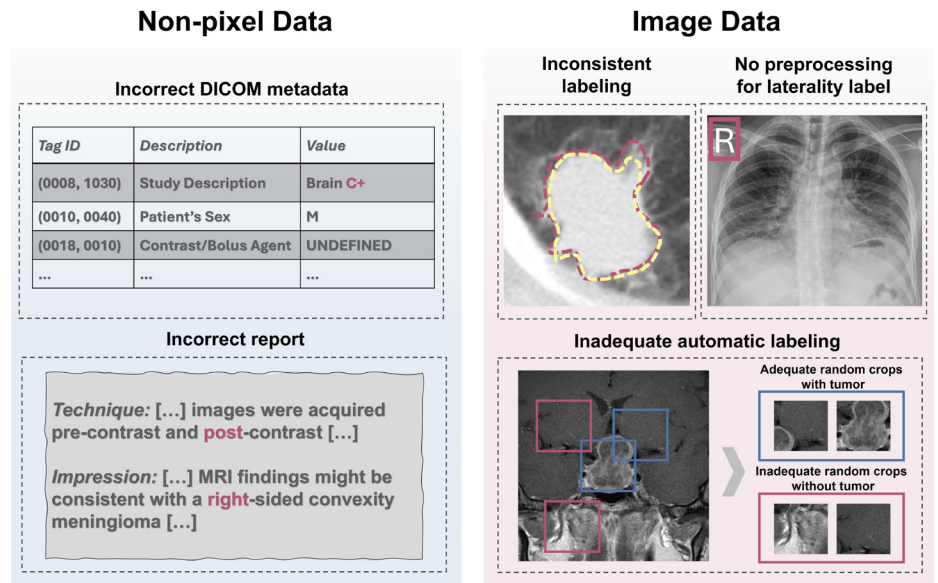 Non-pixel Data
Incorrect DICOM metadata
Tag ID Description Value
(0008, 1030) Study Description Brain C+
(0010, 0040) Patient's Sex M
(0018, 0010) Contrast/Bolus Agent UNDEFINED
... ... ...
Incorrect report
Technique: [...] images were acquired
pre-contrast and post-contrast [...]
Impression: [...] MRI findings might be
consistent with a right-sided convexity
meningioma [...]
Image Data
Inconsistent
labeling
No preprocessing
for laterality label
R
Inadequate automatic labeling
Adequate random crops
with tumor
Inadequate random crops
without tumor